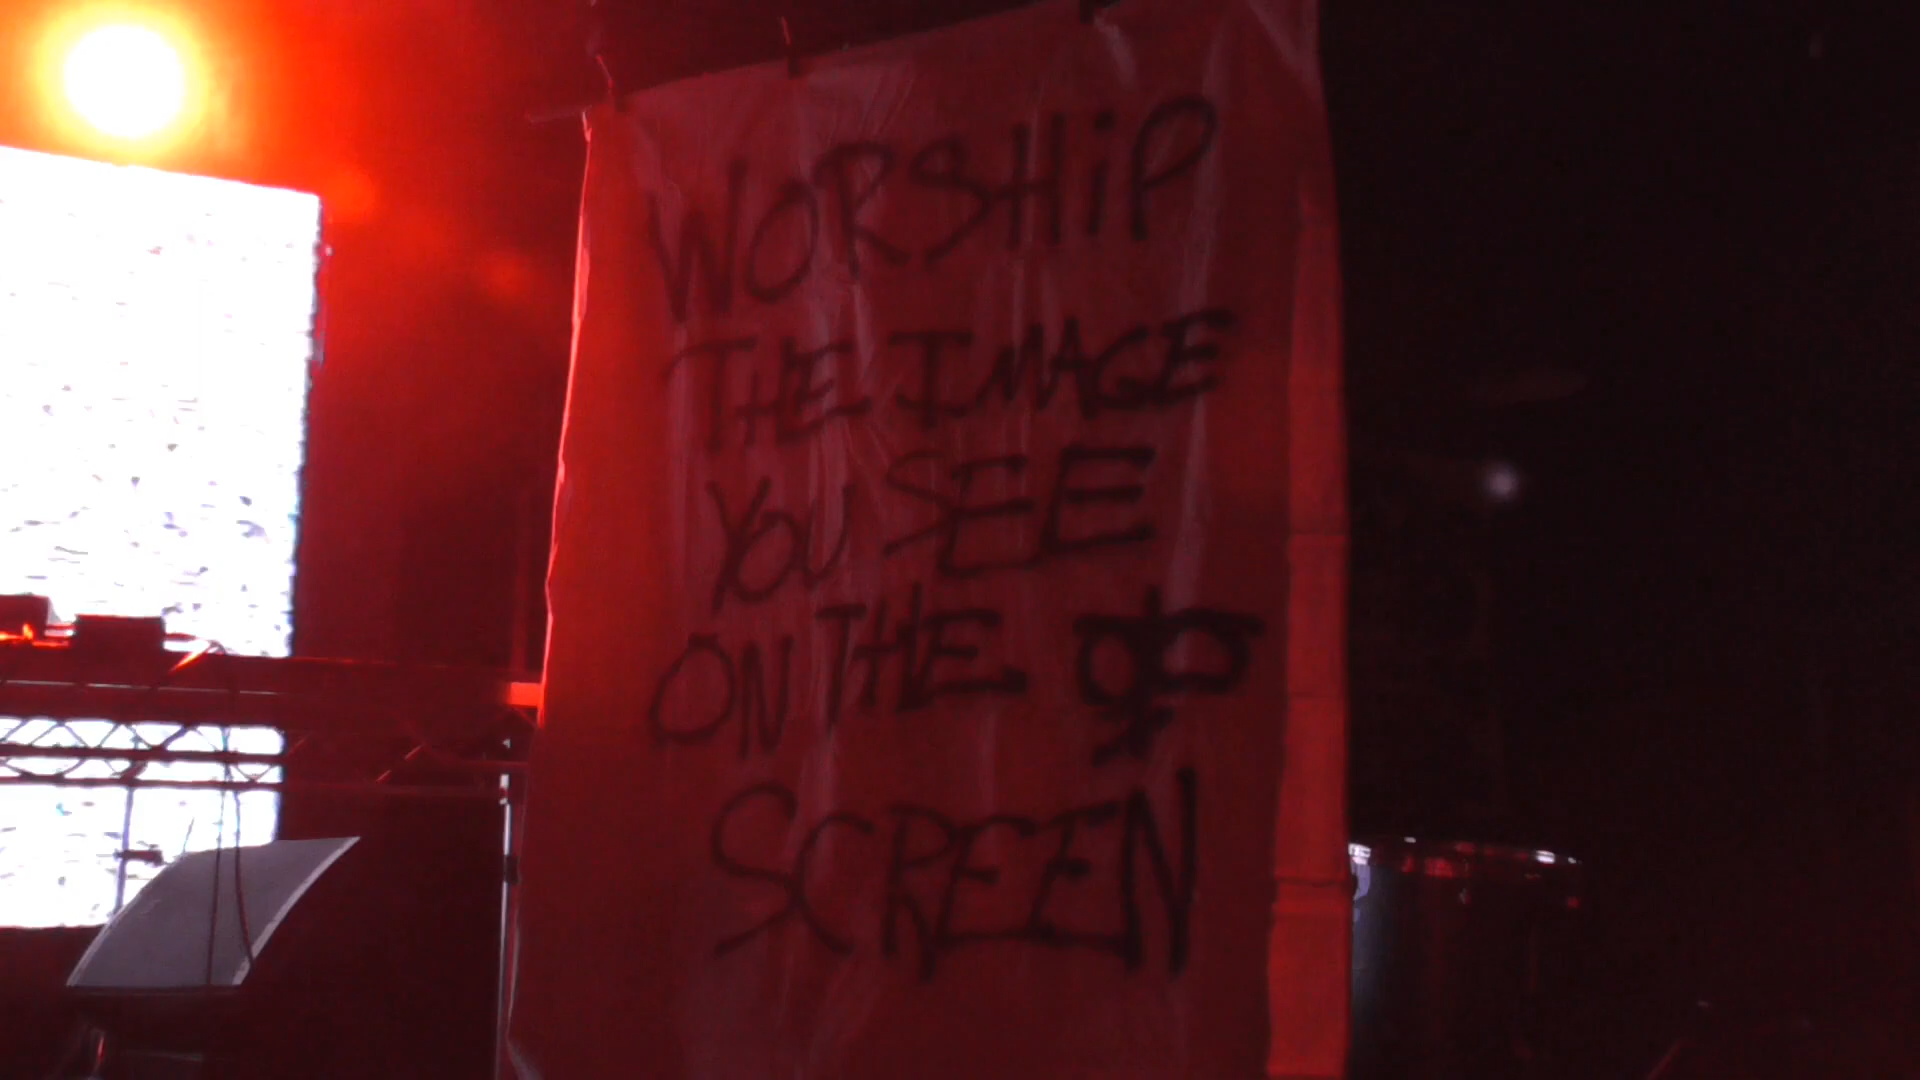 WORSHiP
THE IMAGE
YOU SEE
ON THE
SCREEN